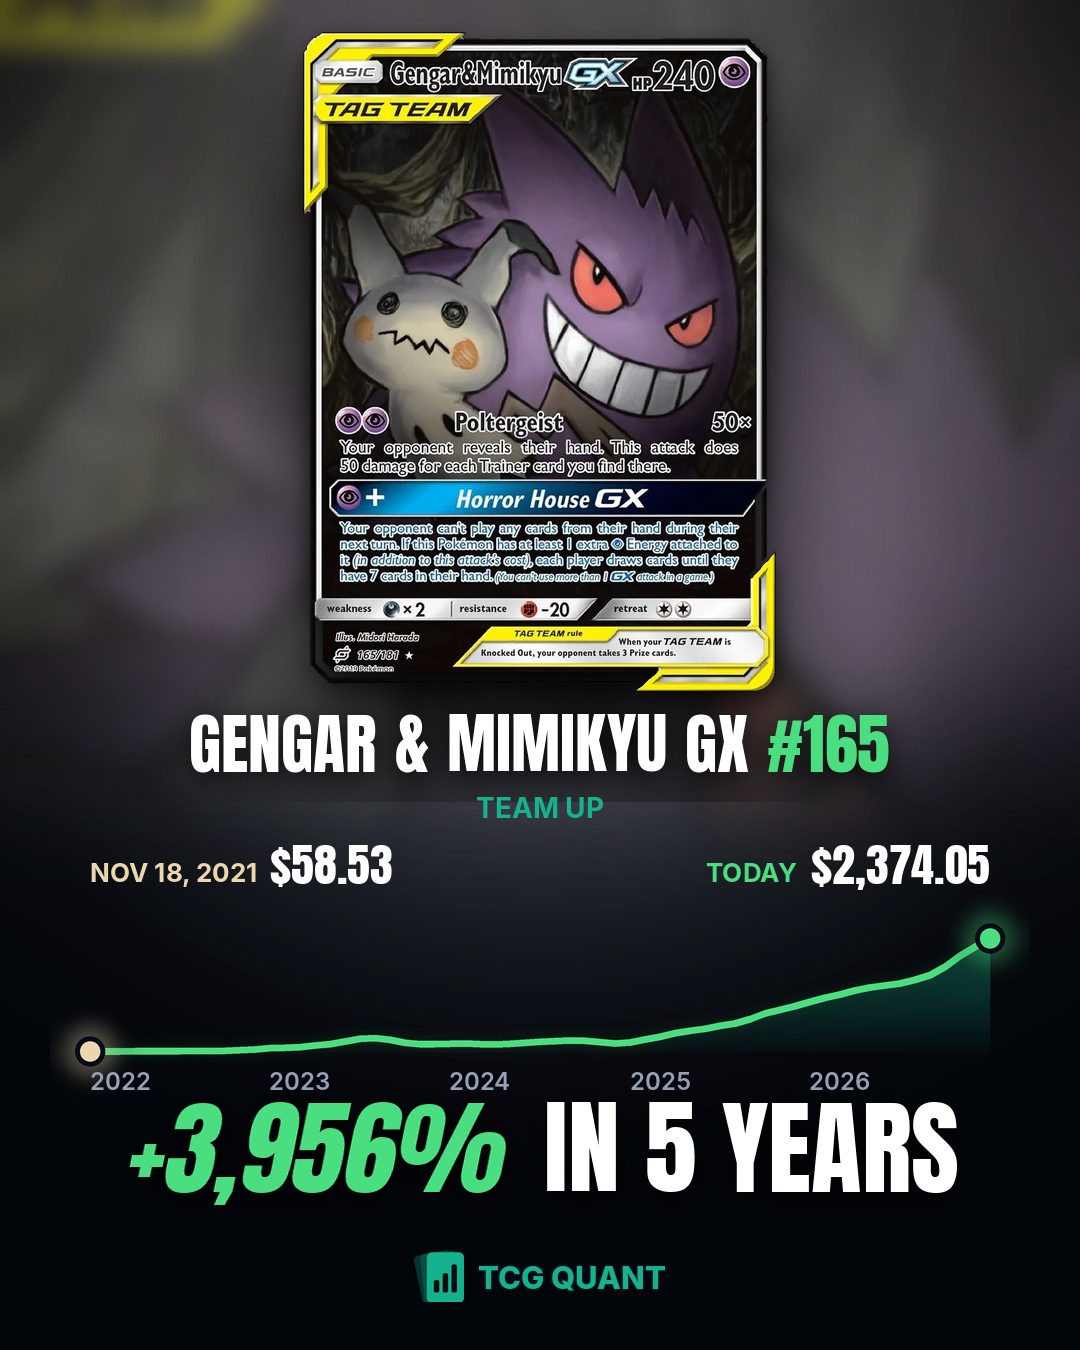 BASIC Gengar&Mimikyu GX HP 240
TAG TEAM
Poltergeist 50×
Your opponent reveals their hand. This attack does
50 damage for each Trainer card you find there.
+ Horror House GX
Your opponent can't play any cards from their hand during their
next turn. If this Pokémon has at least 1 extra Energy attached to
it (in addition to this attack's cost), each player draws cards until they
have 7 cards in their hand. (You can't use more than 1 GX attack in a game.)
weakness ×2 resistance -20 retreat
Illus. Midori Harada
165/181
©2019 Pokémon
TAG TEAM rule
When your TAG TEAM is
Knocked Out, your opponent takes 3 Prize cards.
GENGAR & MIMIKYU GX #165
TEAM UP
NOV 18, 2021 $58.53
TODAY $2,374.05
2022 2023 2024 2025 2026
+3,956% IN 5 YEARS
TCG QUANT